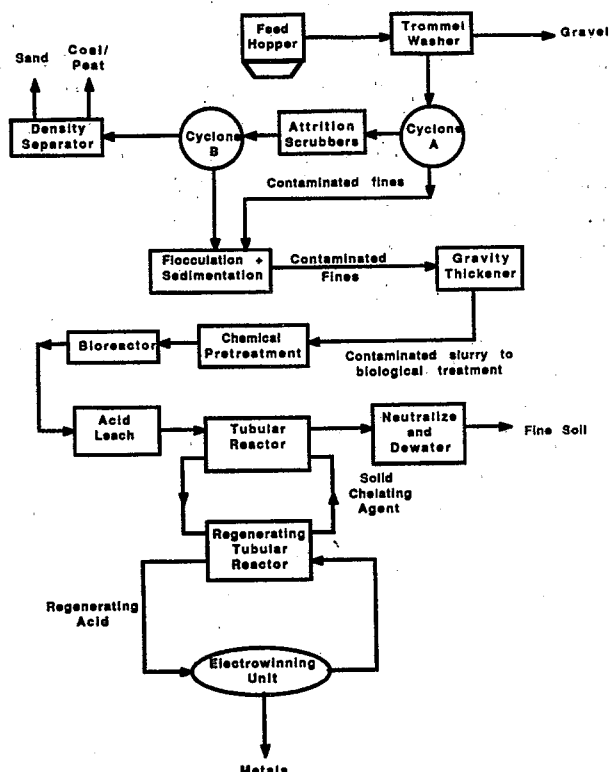 Feed
Hopper
Trommel
Washer
Gravel
Sand
Coal/
Peat
Density
Separator
Cyclone
B
Attrition
Scrubbers
Cyclone
A
Contaminated fines
Flocculation +
Sedimentation
Contaminated
Fines
Gravity
Thickener
Bioreactor
Chemical
Pretreatment
Contaminated slurry to
biological treatment
Acid
Leach
Tubular
Reactor
Neutralize
and
Dewater
Fine Soil
Solid
Chelating
Agent
Regenerating
Tubular
Reactor
Regenerating
Acid
Electrowinning
Unit
Metals